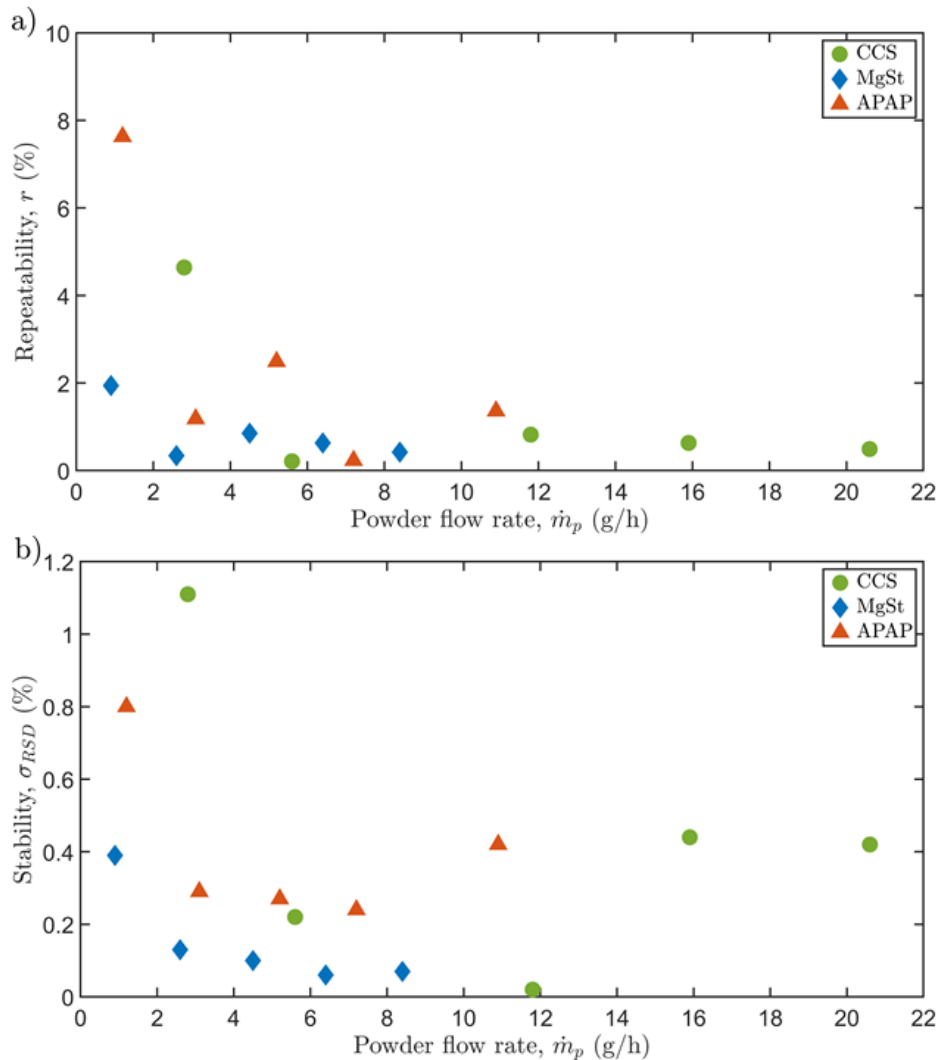 a)
10
8
6
4
2
0
Repeatability, r (%)
CCS
MgSt
APAP
0 2 4 6 8 10 12 14 16 18 20 22
Powder flow rate, ṁₚ (g/h)
b)
1.2
1
0.8
0.6
0.4
0.2
0
Stability, σ_RSD (%)
CCS
MgSt
APAP
0 2 4 6 8 10 12 14 16 18 20 22
Powder flow rate, ṁₚ (g/h)